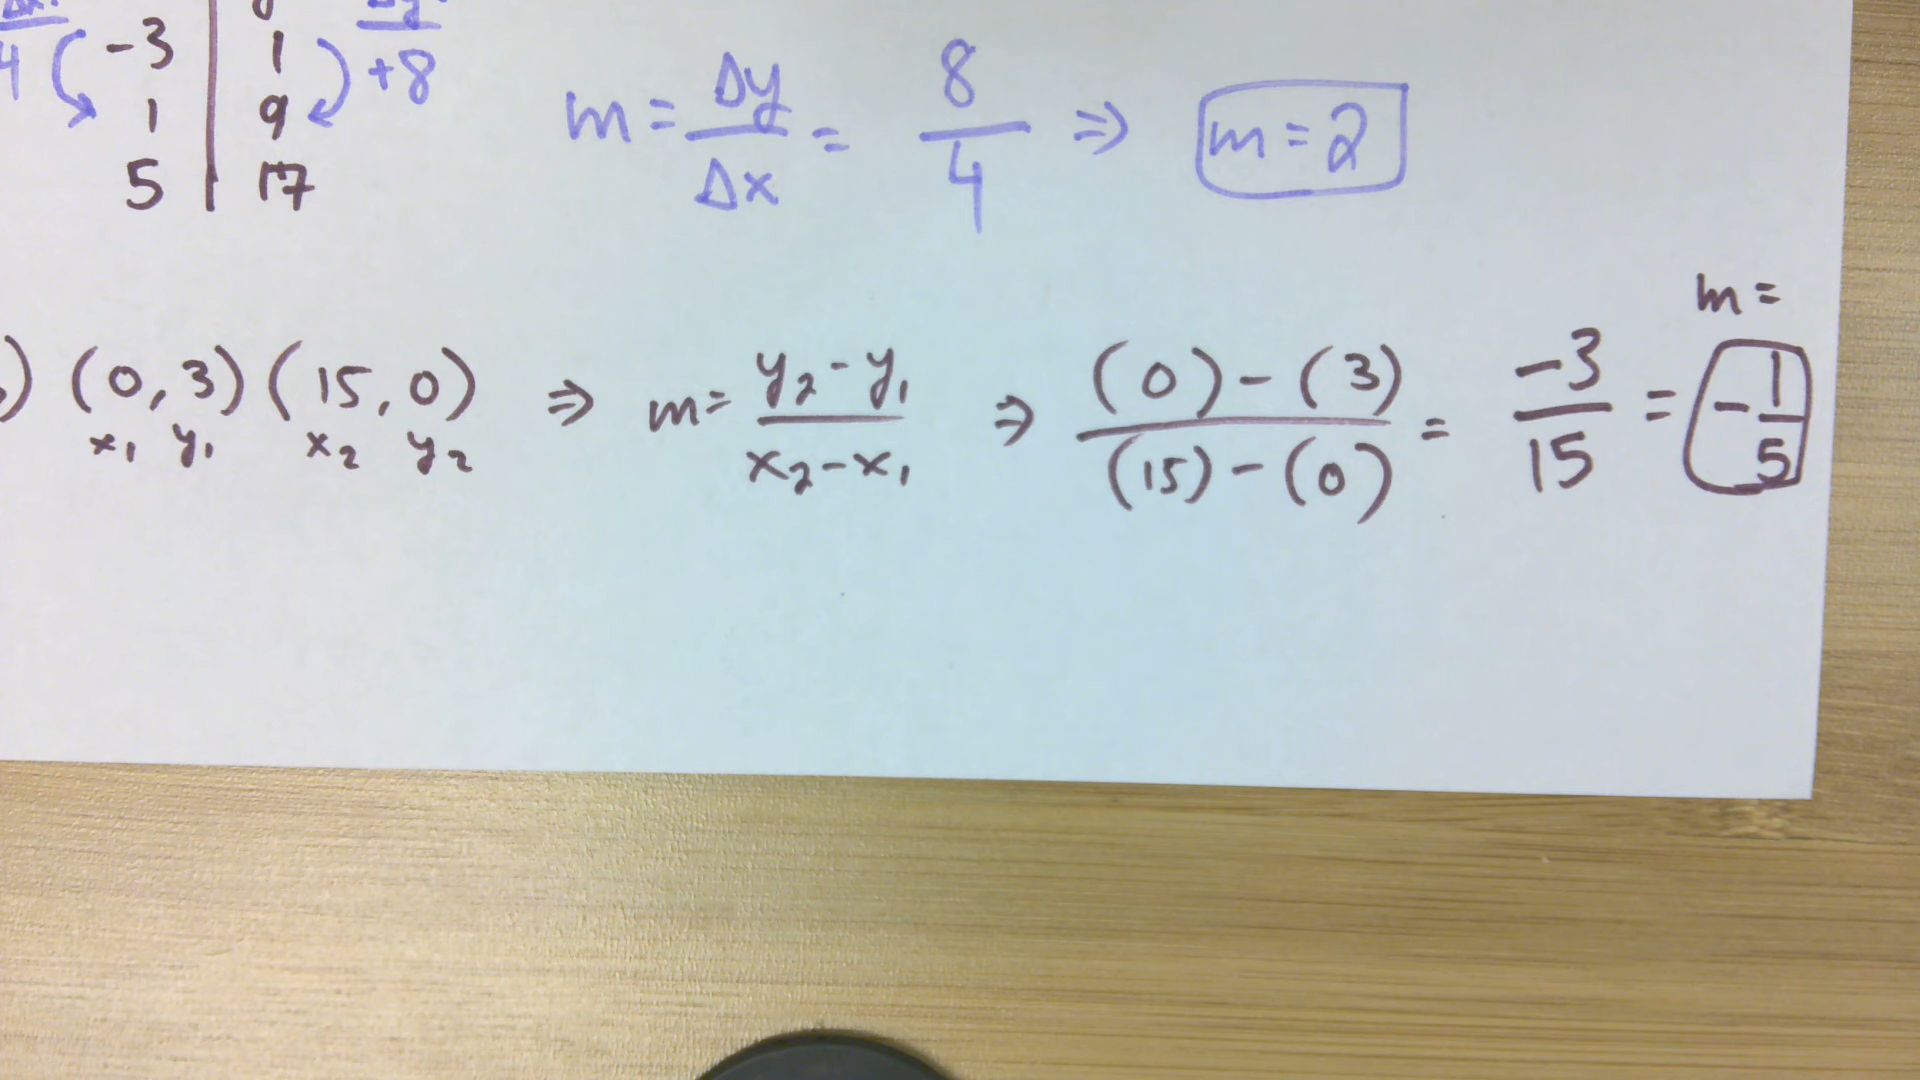 4 -3 | 1 +8
1 | 9
5 | 17
m = Δy/Δx = 8/4 ⇒ m = 2
) (0, 3) (15, 0) ⇒ m = y₂ - y₁/x₂ - x₁ ⇒ (0) - (3)/(15) - (0) = -3/15 = m = -1/5
x₁ y₁ x₂ y₂